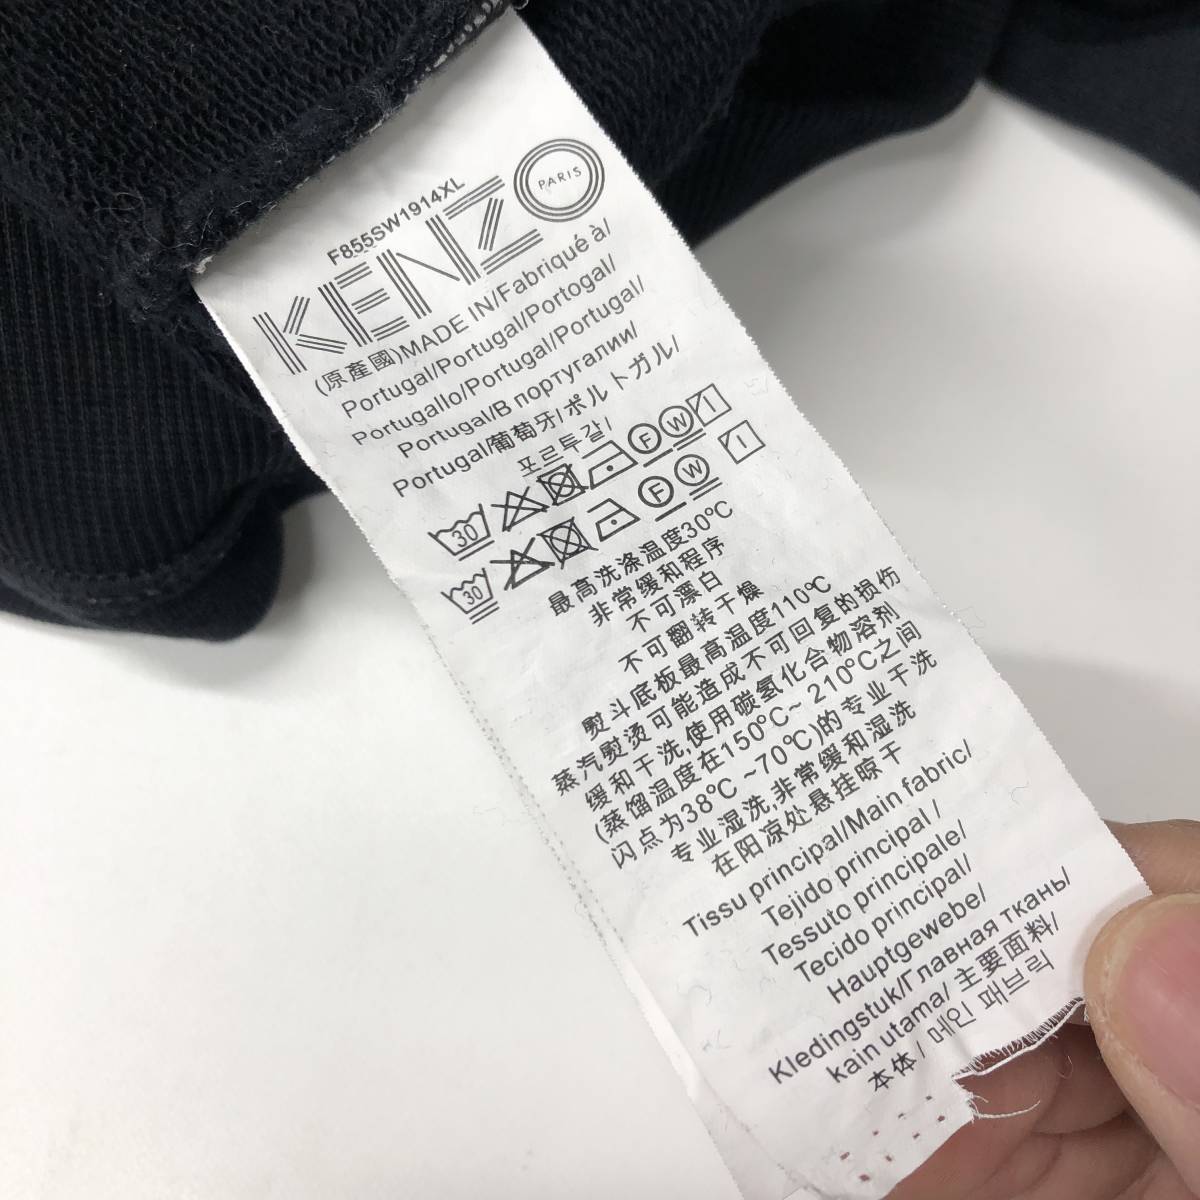 F855SW1914XL
KENZO
PARIS
(原產國)MADE IN/Fabriqué à/
Portugal/Portugal/Portogal/
Portugallo/Portugal/Portugal/
Portugal/В португалии/
Portugal/葡萄牙/ポルトガル/
포르투갈/
30 F W
30 F W
最高洗涤温度30℃
非常缓和程序
不可漂白
不可翻转干燥
熨斗底板最高温度110℃
蒸汽熨烫可能造成不可回复的损伤
缓和干洗,使用碳氢化合物溶剂
(蒸馏温度在150℃~ 210℃之间
闪点为38℃ ~70℃)的专业干洗
专业湿洗,非常缓和湿洗
在阳凉处悬挂晾干
Tissu principal/Main fabric/
Tejido principal /
Tessuto principale/
Tecido principal/
Hauptgewebe/
Kledingstuk/Главная ткань/
kain utama/ 主要面料/
本体 / 메인 패브릭